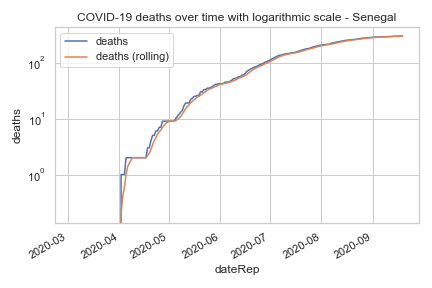 COVID-19 deaths over time with logarithmic scale - Senegal
deaths
deaths (rolling)
deaths
10²
10¹
10⁰
2020-03
2020-04
2020-05
2020-06
2020-07
2020-08
2020-09
dateRep